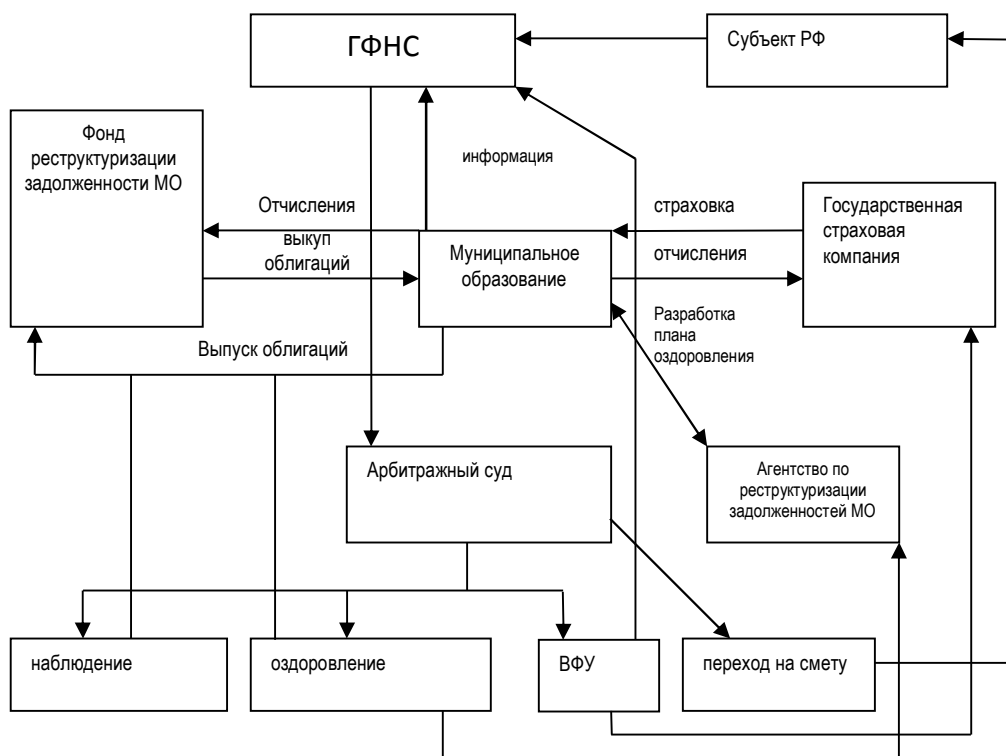 ГФНС
Субъект РФ
Фонд
реструктуризации
задолженности МО
информация
Отчисления
выкуп
облигаций
Муниципальное
образование
страховка
отчисления
Государственная
страховая
компания
Разработка
плана
оздоровления
Выпуск облигаций
Арбитражный суд
Агентство по
реструктуризации
задолженностей МО
наблюдение
оздоровление
ВФУ
переход на смету